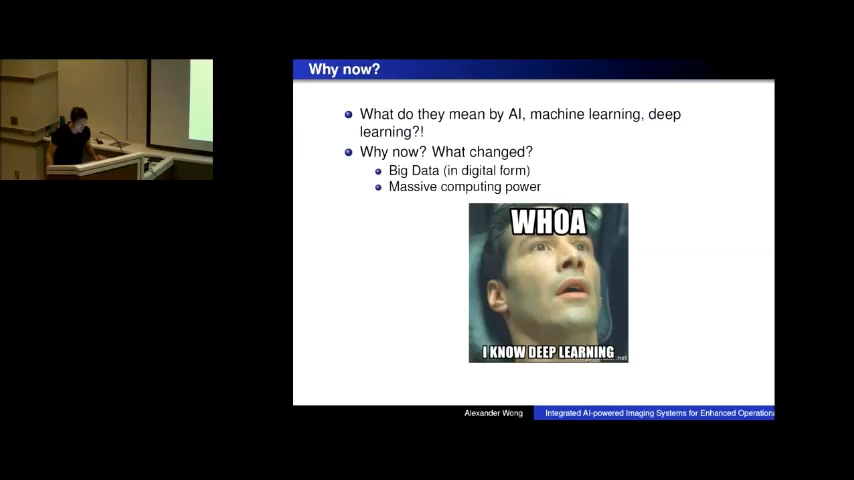 Why now?
What do they mean by AI, machine learning, deep
learning?!
Why now? What changed?
Big Data (in digital form)
Massive computing power
WHOA
I KNOW DEEP LEARNING
.net
Alexander Wong
Integrated AI-powered Imaging Systems for Enhanced Operationa